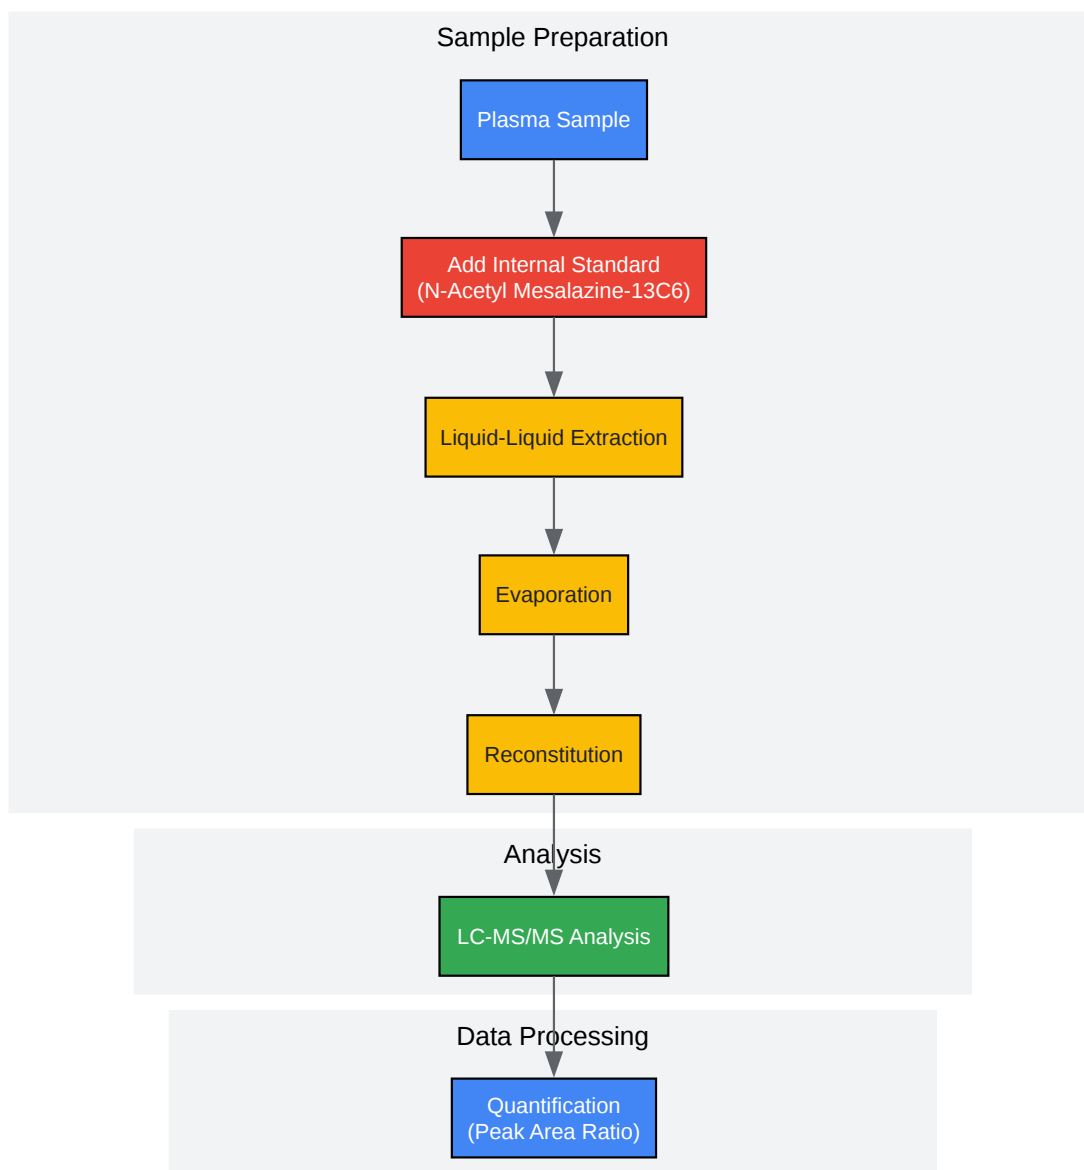 Sample Preparation
Plasma Sample
Add Internal Standard
(N-Acetyl Mesalazine-13C6)
Liquid-Liquid Extraction
Evaporation
Reconstitution
Analysis
LC-MS/MS Analysis
Data Processing
Quantification
(Peak Area Ratio)